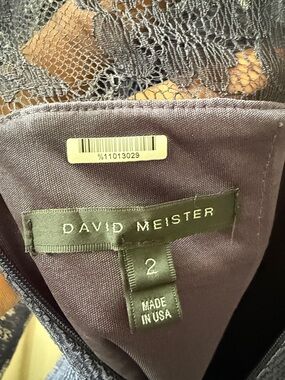 %11013029
DAVID MEISTER
2
MADE
IN USA